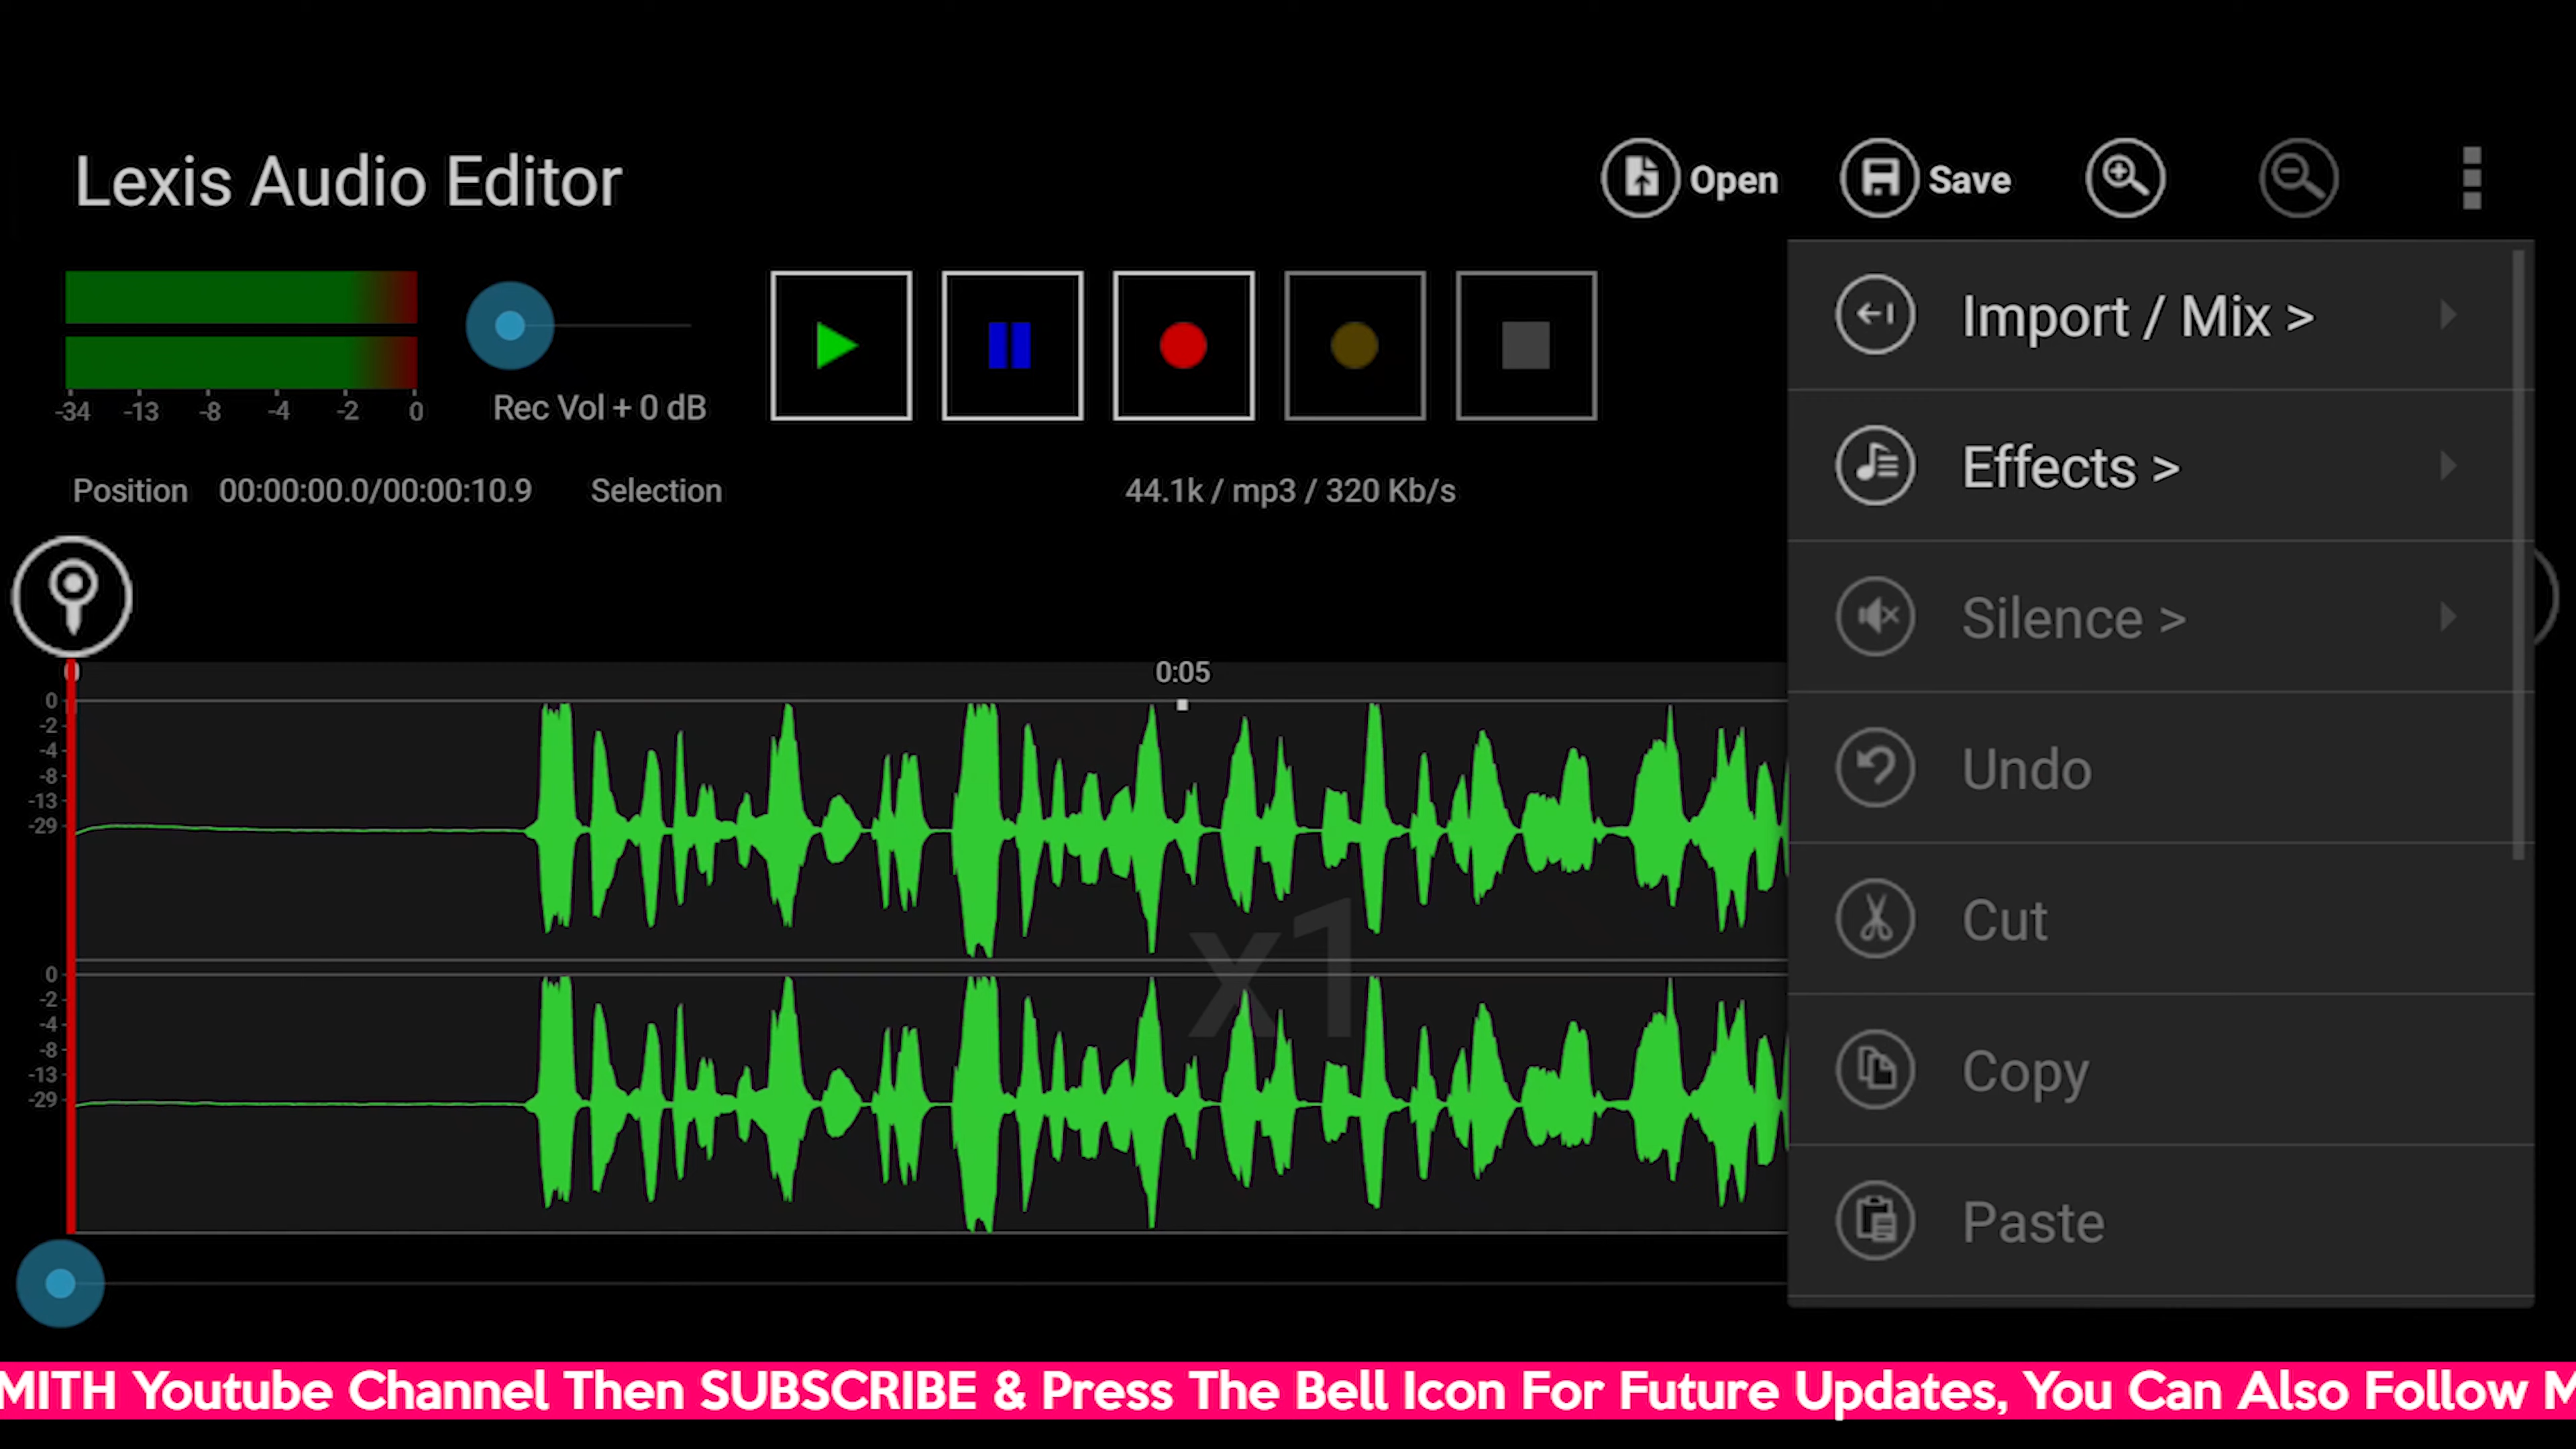 Lexis Audio Editor
Open
Save
-34 -13 -8 -4 -2 0
Rec Vol + 0 dB
Position 00:00:00.0/00:00:10.9 Selection 44.1k / mp3 / 320 Kb/s
Import / Mix >
Effects >
Silence >
Undo
Cut
Copy
Paste
0 0:05
0
-2
-4
-8
-13
-29
x1
0
-2
-4
-8
-13
-29
MITH Youtube Channel Then SUBSCRIBE & Press The Bell Icon For Future Updates, You Can Also Follow M